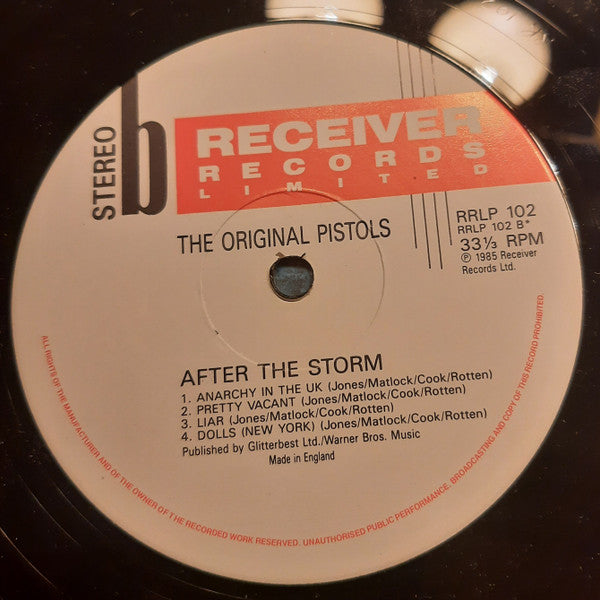 STEREO
b
RECEIVER
RECORDS
LIMITED
THE ORIGINAL PISTOLS
RRLP 102
RRLP 102 B*
33⅓ RPM
℗ 1985 Receiver
Records Ltd.
AFTER THE STORM
1. ANARCHY IN THE UK (Jones/Matlock/Cook/Rotten)
2. PRETTY VACANT (Jones/Matlock/Cook/Rotten)
3. LIAR (Jones/Matlock/Cook/Rotten)
4. DOLLS (NEW YORK) (Jones/Matlock/Cook/Rotten)
Published by Glitterbest Ltd./Warner Bros. Music
Made in England
ALL RIGHTS OF THE MANUFACTURER AND OF THE OWNER OF THE RECORDED WORK RESERVED. UNAUTHORISED PUBLIC PERFORMANCE, BROADCASTING AND COPY OF THIS RECORD PROHIBITED.